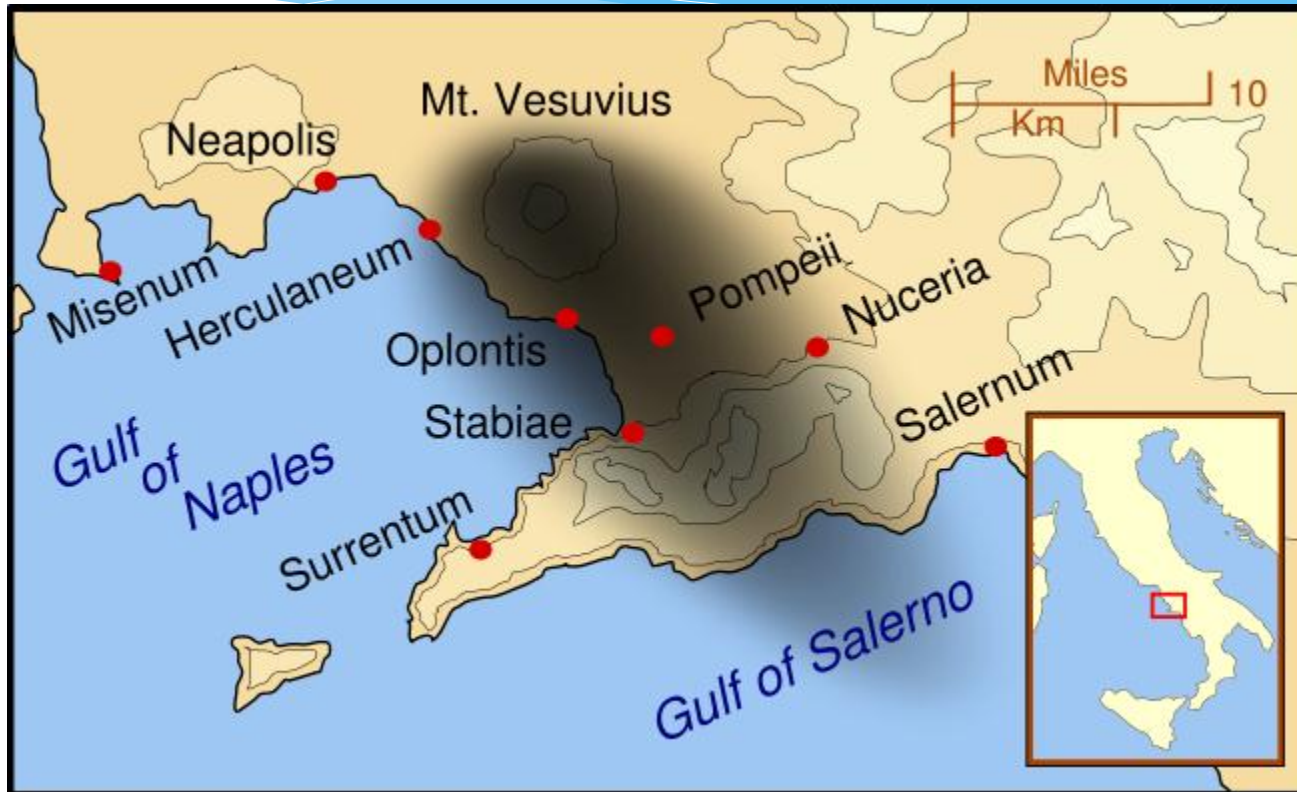 Mt. Vesuvius
Miles
10
Km
Neapolis
Misenum
Herculaneum
Pompeii
Nuceria
Oplontis
Stabiae
Salernum
Gulf
of
Naples
Surrentum
Gulf of Salerno